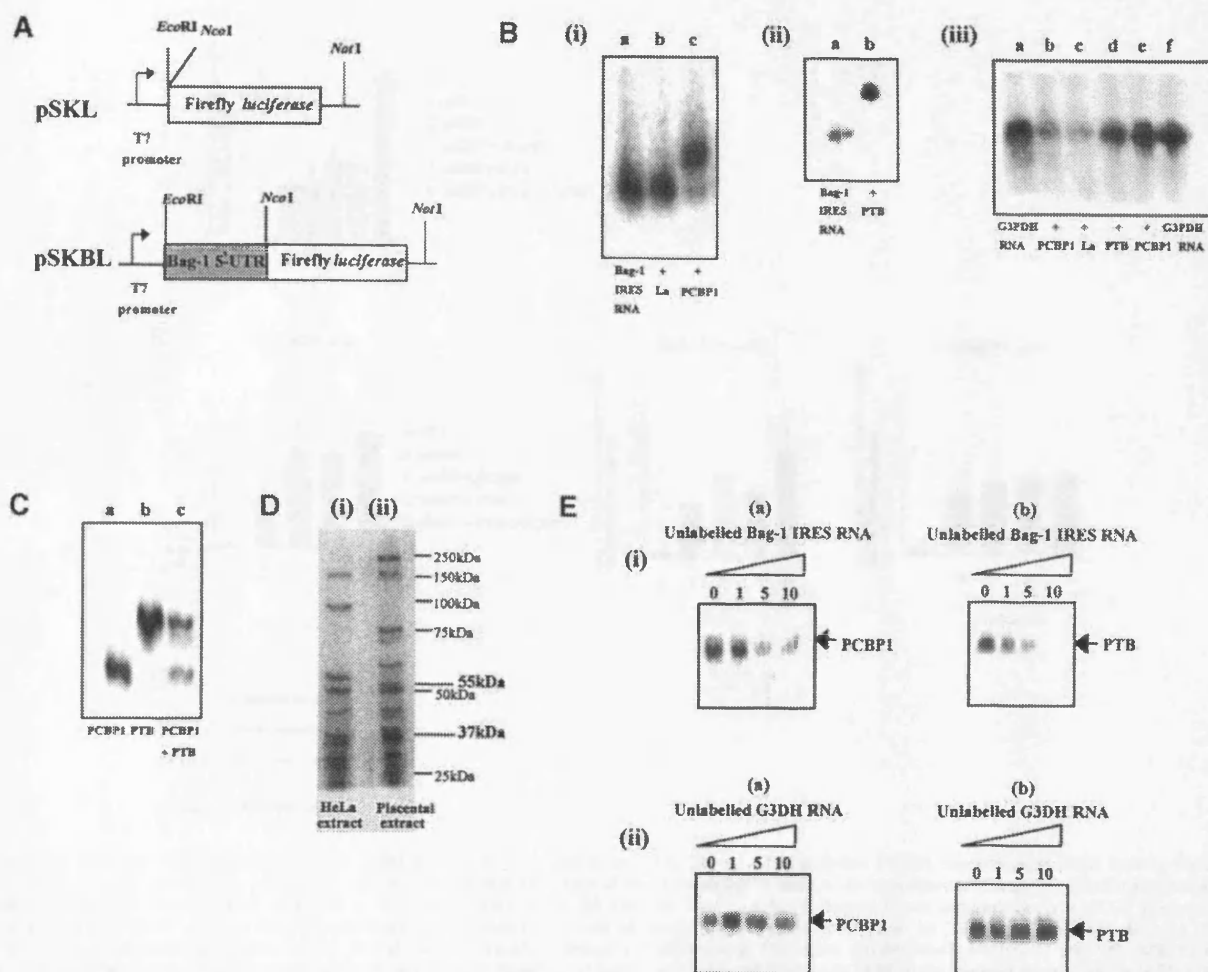 A
EcoRI NcoI
NotI
pSKL
Firefly luciferase
T7
promoter
EcoRI
NcoI
NotI
pSKBL
Bag-1 5'-UTR
Firefly luciferase
T7
promoter
B
(i)
a b c
Bag-1 + +
IRES La PCBP1
RNA
(ii)
a b
Bag-1 +
IRES PTB
RNA
(iii)
a b c d e f
G3PDH + + + + G3PDH
RNA PCBP1 La PTB PCBP1 RNA
C
a b c
PCBP1 PTB PCBP1
+ PTB
D
(i) (ii)
250kDa
150kDa
100kDa
75kDa
55kDa
50kDa
37kDa
25kDa
HeLa Placental
extract extract
E
(a)
Unlabelled Bag-1 IRES RNA
(i)
0 1 5 10
PCBP1
(b)
Unlabelled Bag-1 IRES RNA
0 1 5 10
PTB
(a)
Unlabelled G3DH RNA
(ii)
0 1 5 10
PCBP1
(b)
Unlabelled G3DH RNA
0 1 5 10
PTB